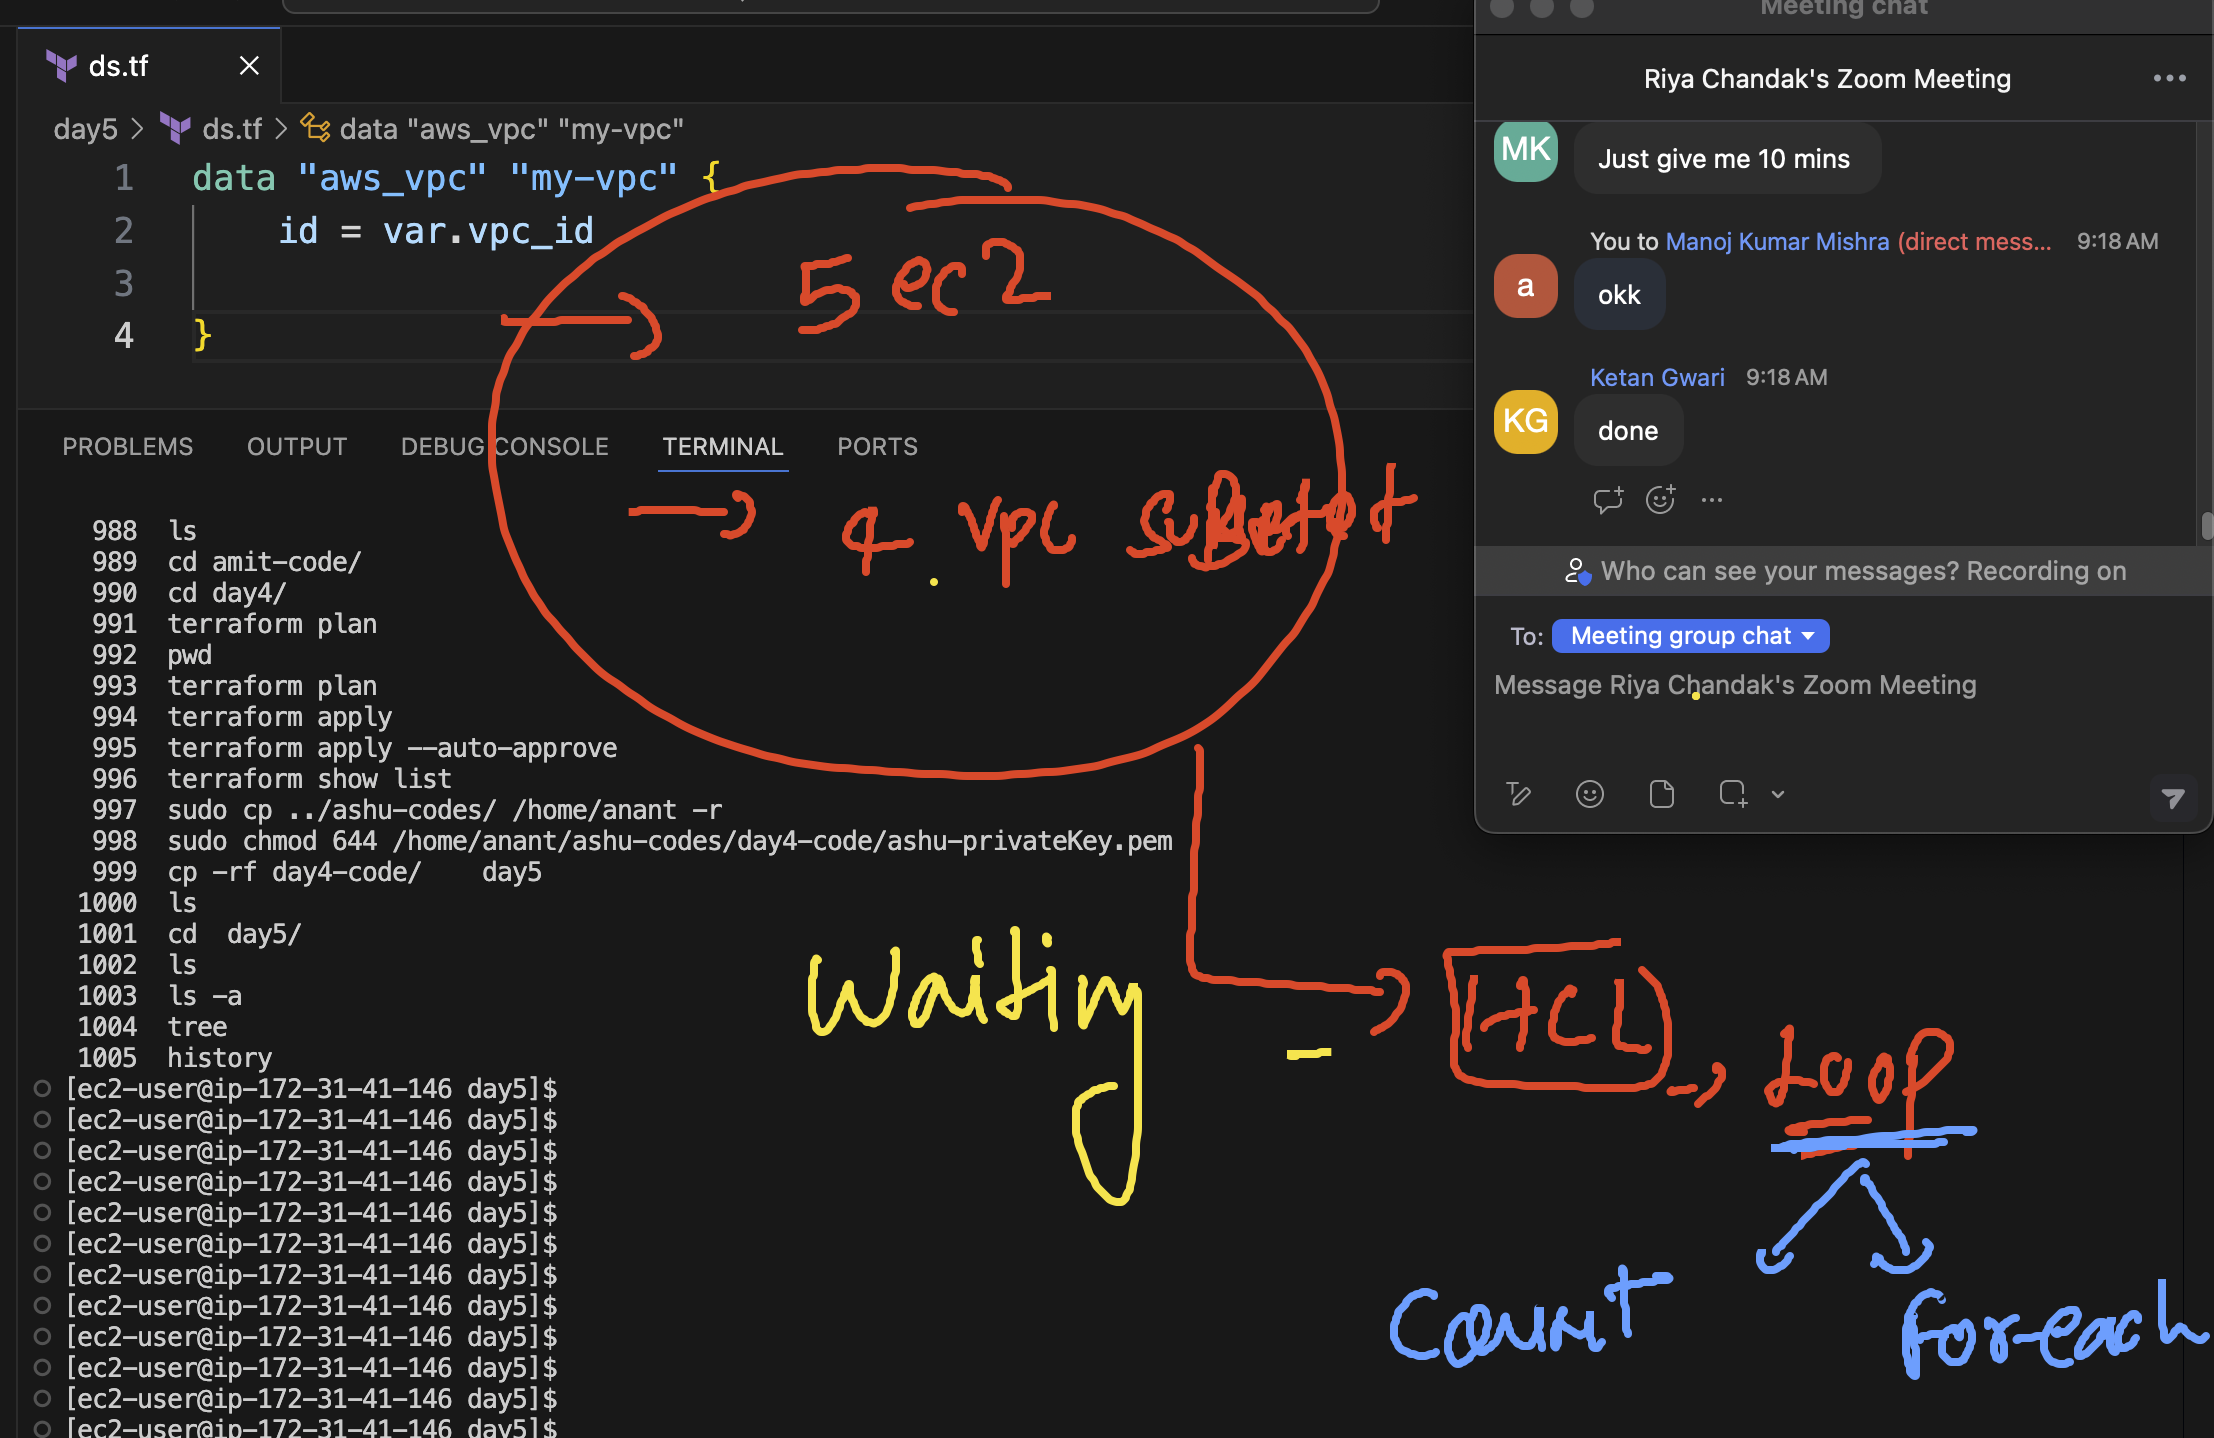 ds.tf
day5 > ds.tf > data "aws_vpc" "my-vpc"
1 data "aws_vpc" "my-vpc" {
2 id = var.vpc_id
3
4 }
5 ec2
4 vpc
PROBLEMS OUTPUT DEBUG CONSOLE TERMINAL PORTS
988 ls
989 cd amit-code/
990 cd day4/
991 terraform plan
992 pwd
993 terraform plan
994 terraform apply
995 terraform apply --auto-approve
996 terraform show list
997 sudo cp ../ashu-codes/ /home/anant -r
998 sudo chmod 644 /home/anant/ashu-codes/day4-code/ashu-privateKey.pem
999 cp -rf day4-code/ day5
1000 ls
1001 cd day5/
1002 ls
1003 ls -a
1004 tree
1005 history
[ec2-user@ip-172-31-41-146 day5]$
[ec2-user@ip-172-31-41-146 day5]$
[ec2-user@ip-172-31-41-146 day5]$
[ec2-user@ip-172-31-41-146 day5]$
[ec2-user@ip-172-31-41-146 day5]$
[ec2-user@ip-172-31-41-146 day5]$
[ec2-user@ip-172-31-41-146 day5]$
[ec2-user@ip-172-31-41-146 day5]$
[ec2-user@ip-172-31-41-146 day5]$
[ec2-user@ip-172-31-41-146 day5]$
[ec2-user@ip-172-31-41-146 day5]$
[ec2-user@ip-172-31-41-146 day5]$
Waiting
HCL
Loop
Count
for-each
Meeting chat
Riya Chandak's Zoom Meeting
MK
Just give me 10 mins
You to Manoj Kumar Mishra (direct mess... 9:18 AM
a
okk
Ketan Gwari 9:18 AM
KG
done
Who can see your messages? Recording on
To: Meeting group chat
Message Riya Chandak's Zoom Meeting